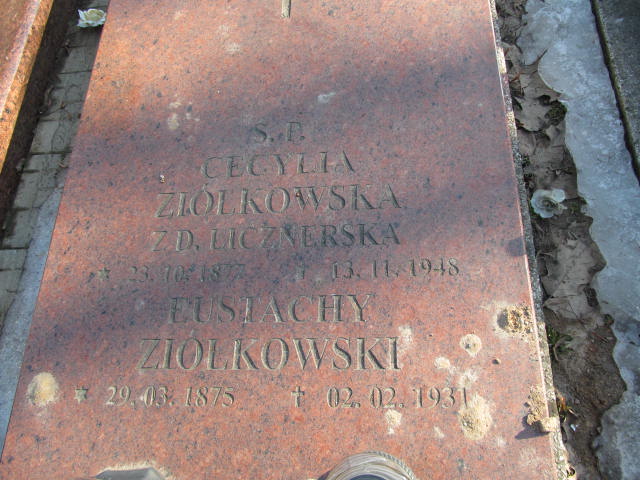 Ś. P.
CECYLIA
ZIÓŁKOWSKA
Z D. LICZNERSKA
* 23. 10. 1877 † 13. 11. 1948
EUSTACHY
ZIÓŁKOWSKI
* 29. 03. 1875 † 02. 02. 1931